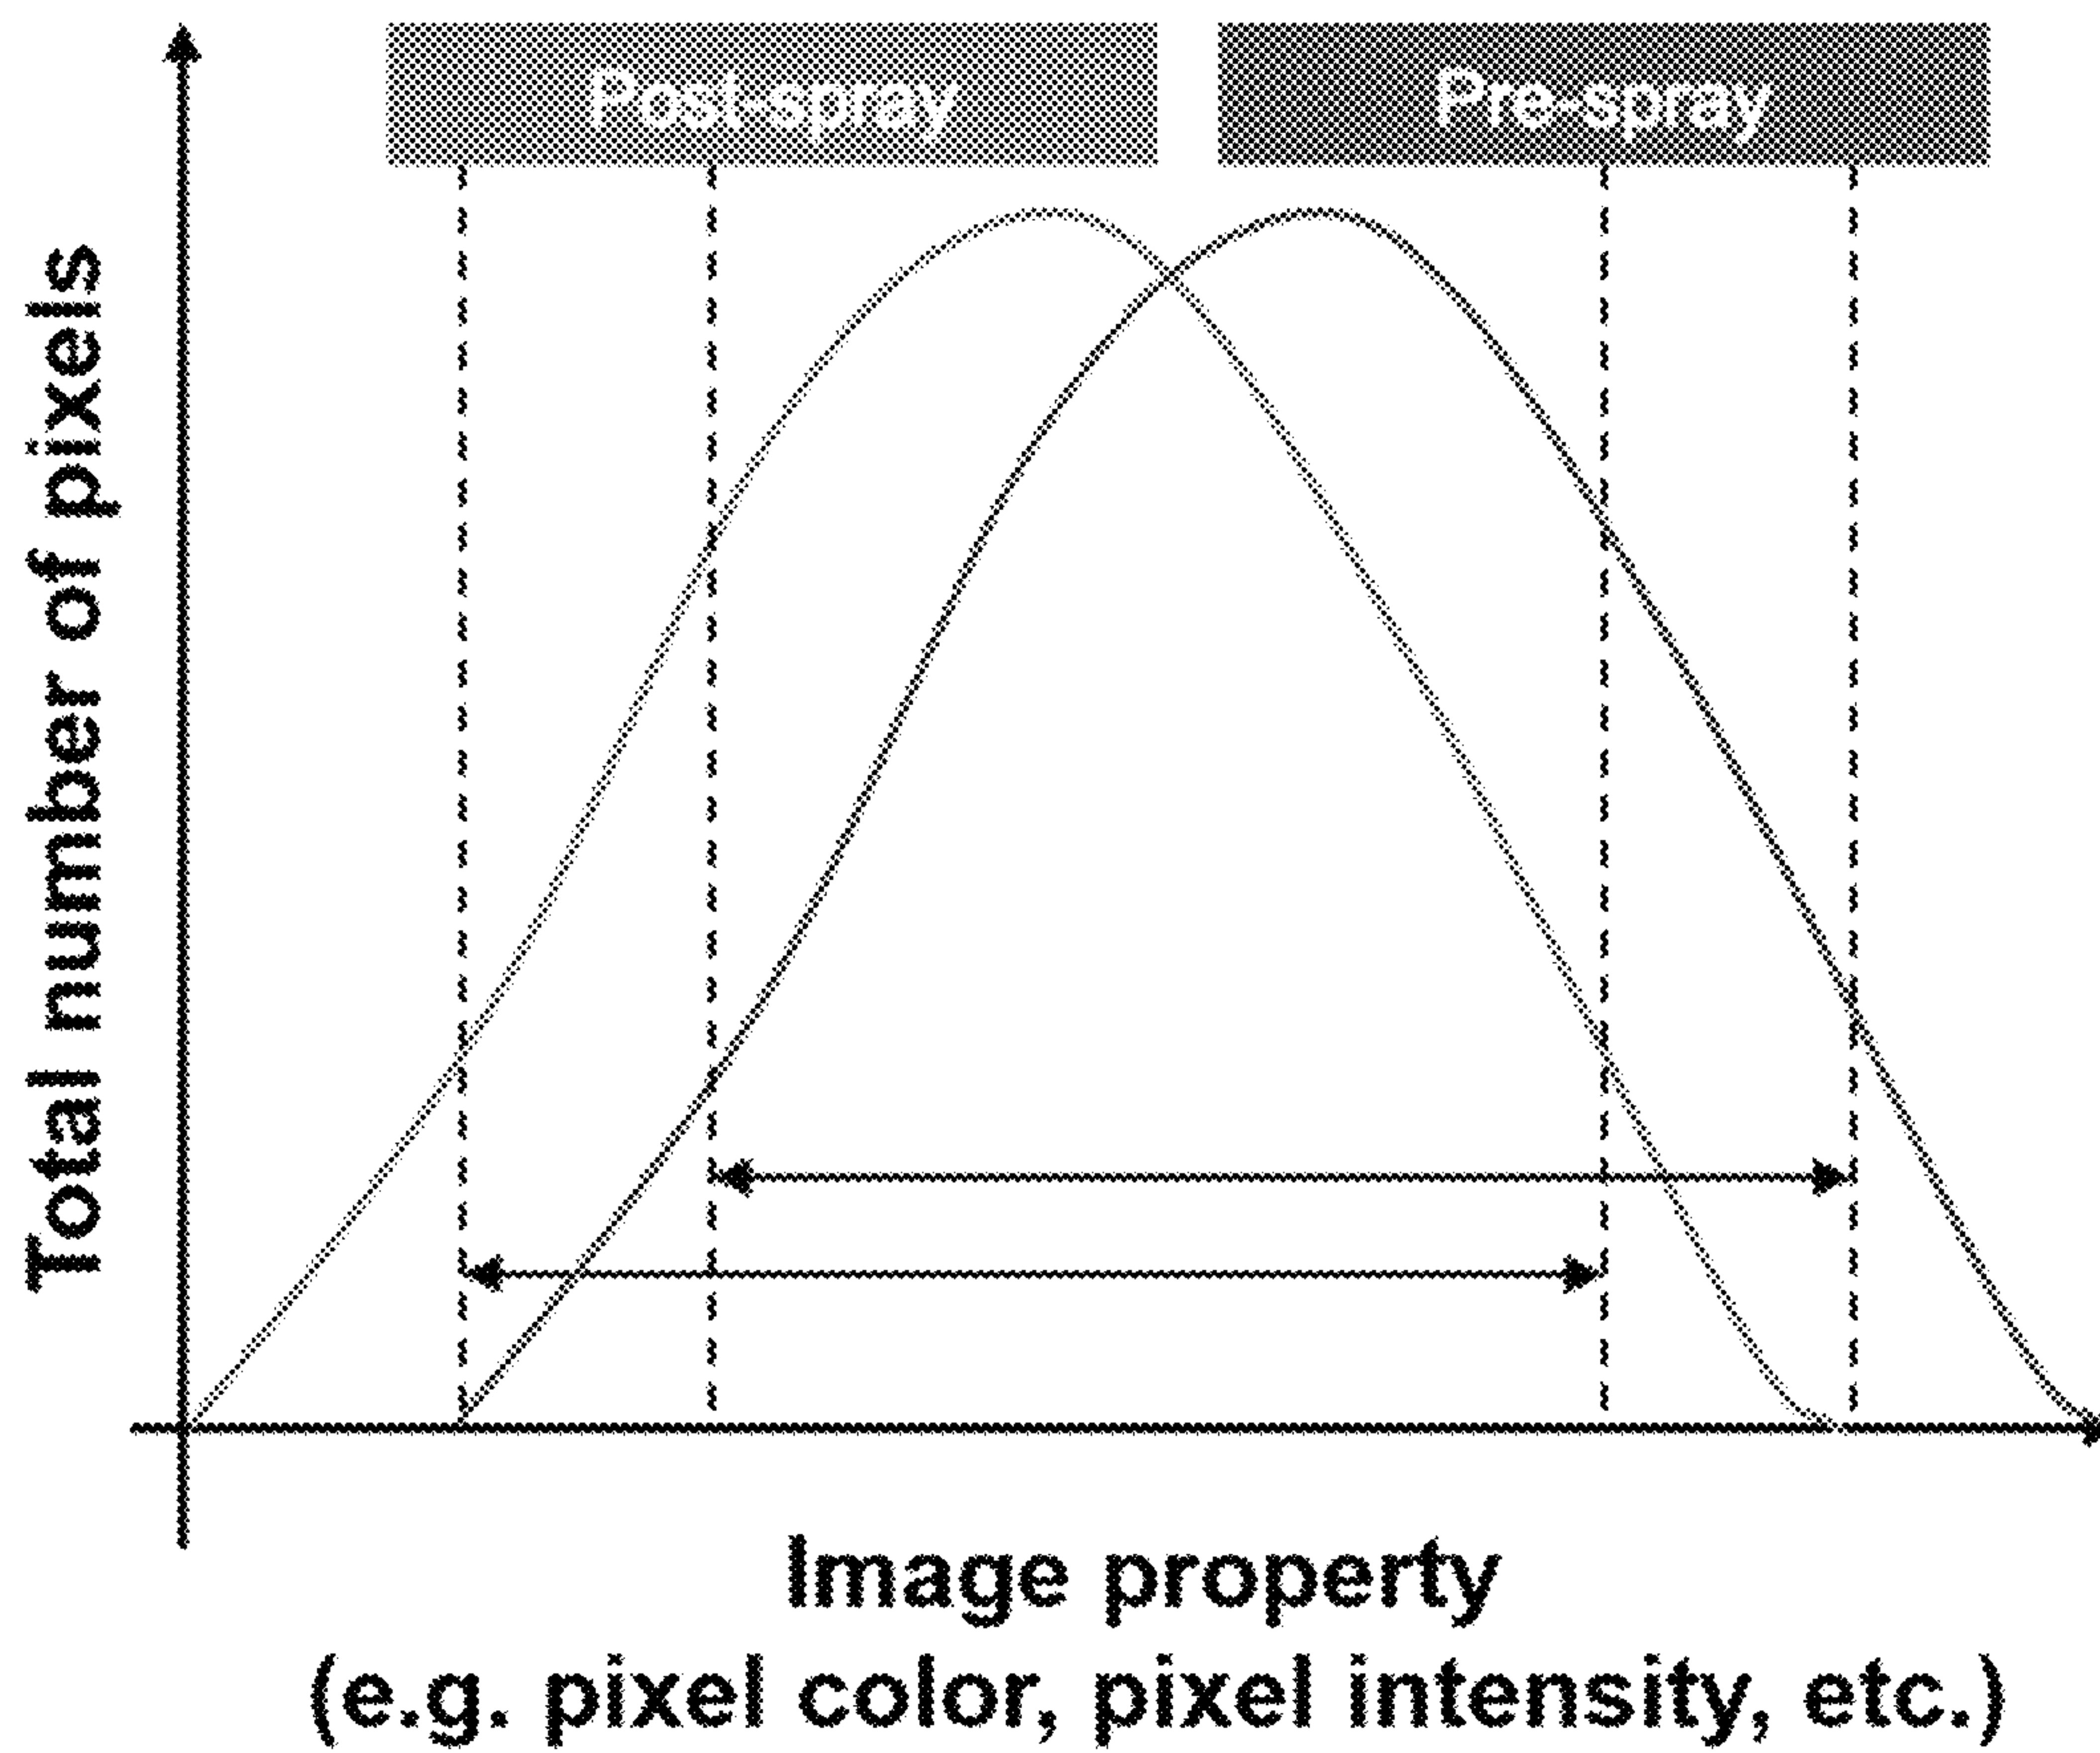 Post-spray
Pre-spray
Total number of pixels
Image property
(e.g. pixel color, pixel intensity, etc.)